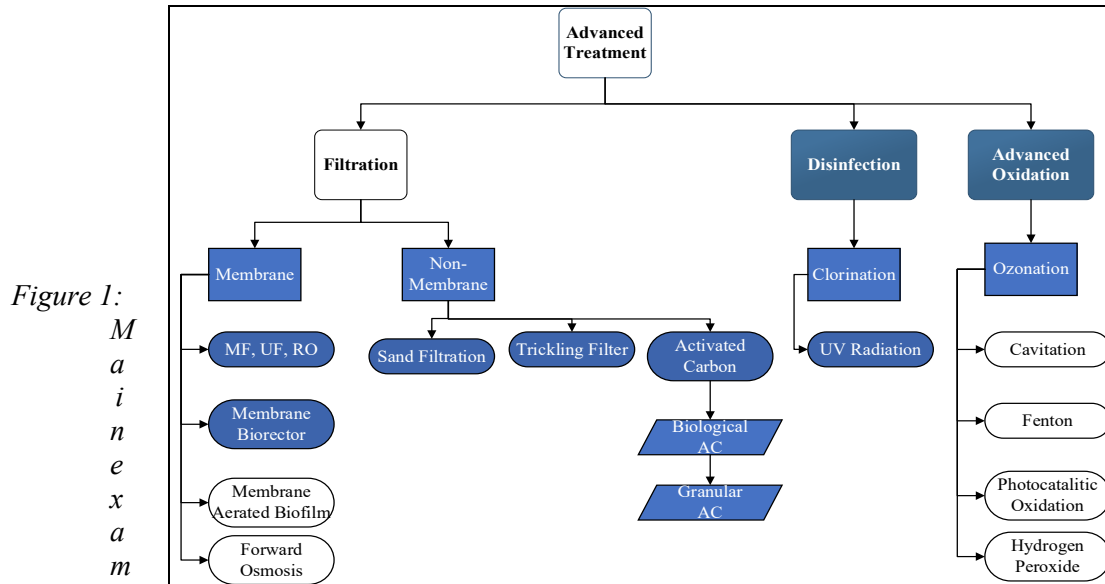 Advanced
Treatment
Filtration
Disinfection
Advanced
Oxidation
Membrane
Non-
Membrane
Clorination
Ozonation
Figure 1:
M
a
i
n
e
x
a
m
MF, UF, RO
Sand Filtration
Trickling Filter
Activated
Carbon
UV Radiation
Cavitation
Membrane
Biorector
Biological
AC
Fenton
Membrane
Aerated Biofilm
Granular
AC
Photocatalitic
Oxidation
Forward
Osmosis
Hydrogen
Peroxide